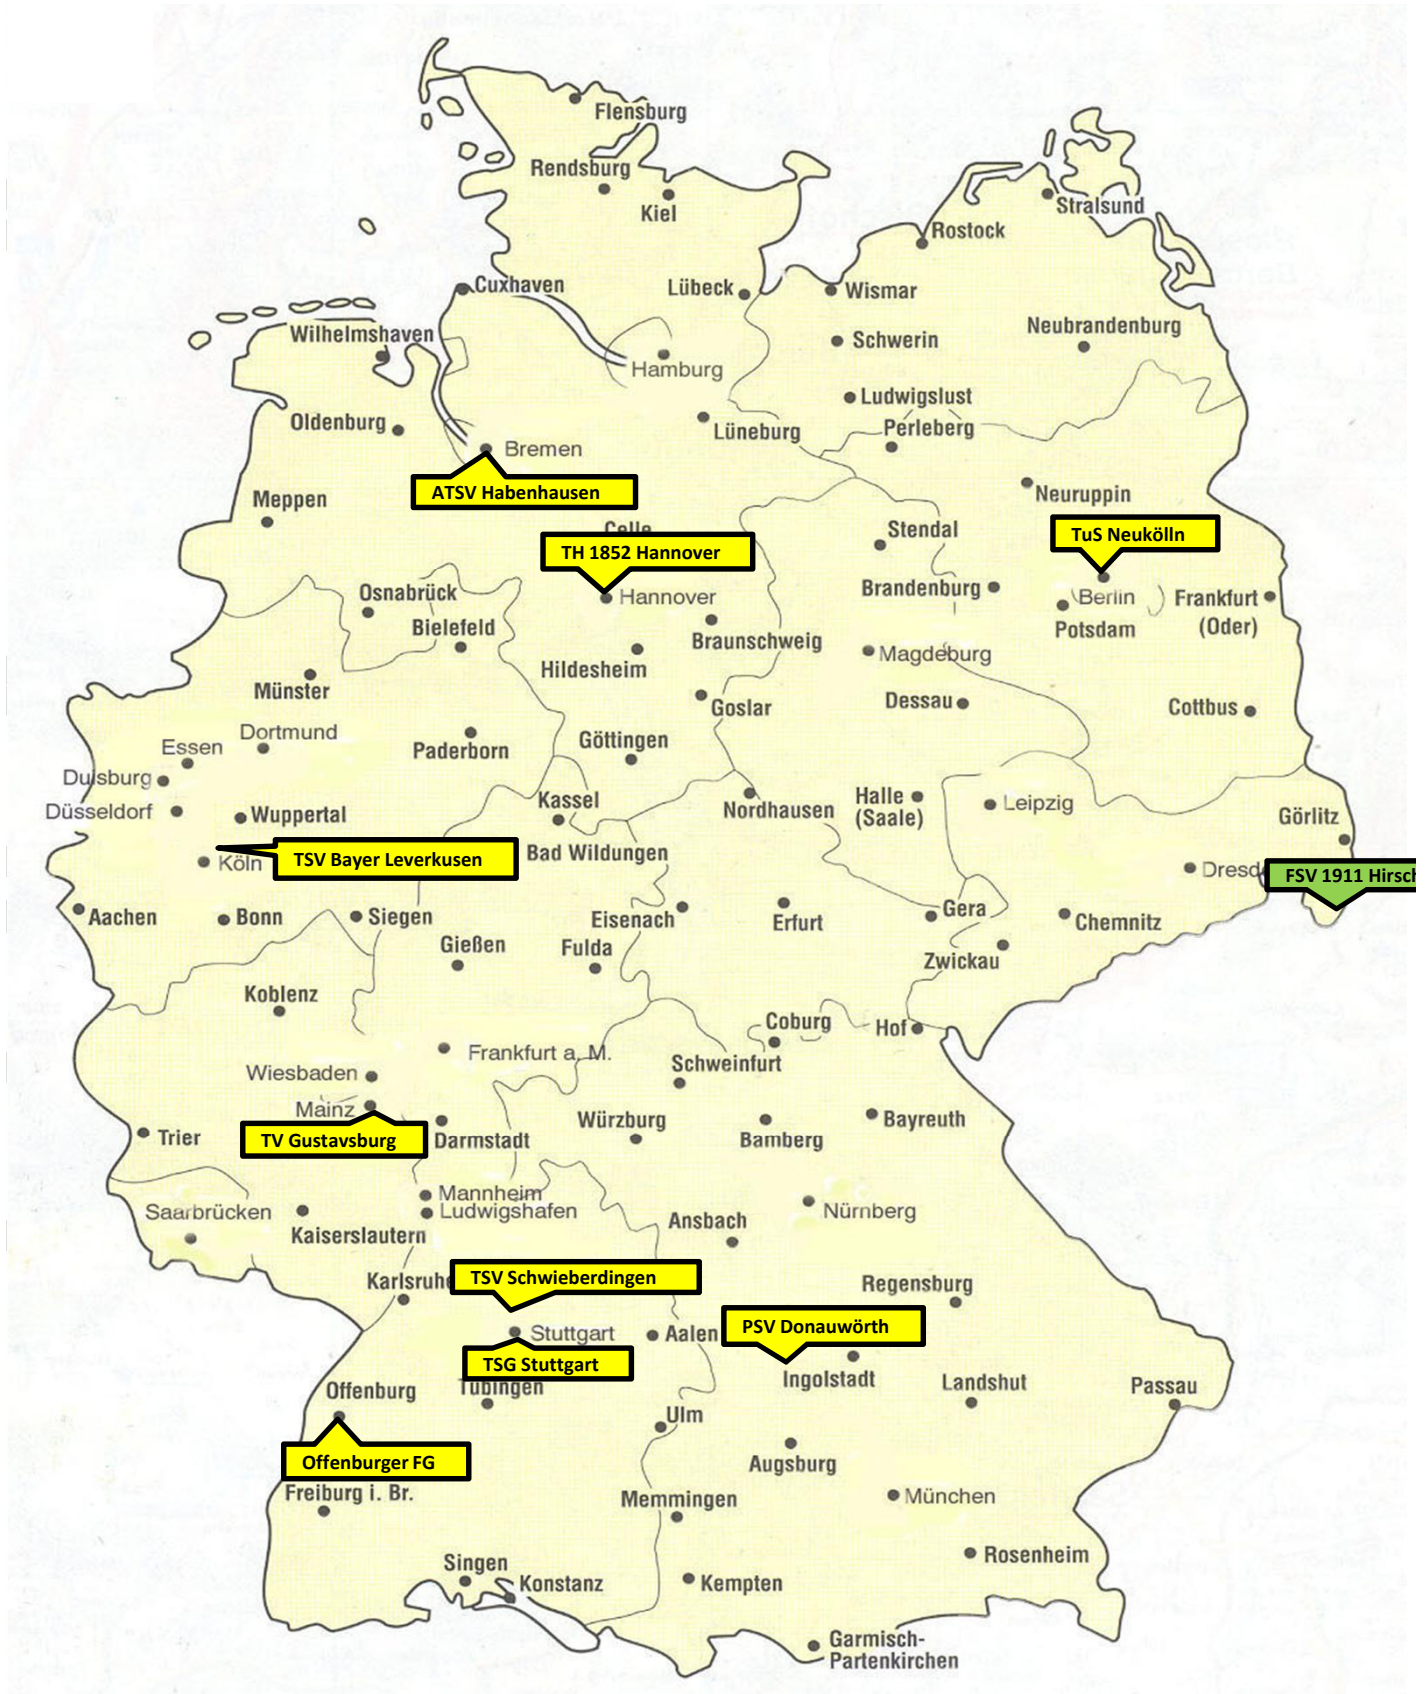 Flensburg
Rendsburg
Kiel
Stralsund
Rostock
Cuxhaven
Lübeck
Wismar
Wilhelmshaven
Schwerin
Neubrandenburg
Hamburg
Ludwigslust
Oldenburg
Lüneburg
Perleberg
Bremen
ATSV Habenhausen
Meppen
Neuruppin
Celle
Stendal
TuS Neukölln
TH 1852 Hannover
Osnabrück
Hannover
Brandenburg
Berlin
Frankfurt
(Oder)
Potsdam
Bielefeld
Braunschweig
Hildesheim
Magdeburg
Münster
Goslar
Dessau
Cottbus
Dortmund
Essen
Paderborn
Göttingen
Duisburg
Düsseldorf
Wuppertal
Kassel
Nordhausen
Halle
(Saale)
Leipzig
Görlitz
TSV Bayer Leverkusen
Köln
Bad Wildungen
Dresd
FSV 1911 Hirsch
Aachen
Bonn
Siegen
Eisenach
Erfurt
Gera
Chemnitz
Gießen
Fulda
Zwickau
Koblenz
Coburg
Hof
Frankfurt a. M.
Schweinfurt
Wiesbaden
Mainz
Würzburg
Bayreuth
Trier
TV Gustavsburg
Darmstadt
Bamberg
Mannheim
Ludwigshafen
Saarbrücken
Nürnberg
Ansbach
Kaiserslautern
Karlsruhe
TSV Schwieberdingen
Regensburg
Stuttgart
Aalen
PSV Donauwörth
TSG Stuttgart
Ingolstadt
Landshut
Passau
Offenburg
Tübingen
Ulm
Offenburger FG
Augsburg
Freiburg i. Br.
Memmingen
München
Rosenheim
Singen
Konstanz
Kempten
Garmisch-
Partenkirchen